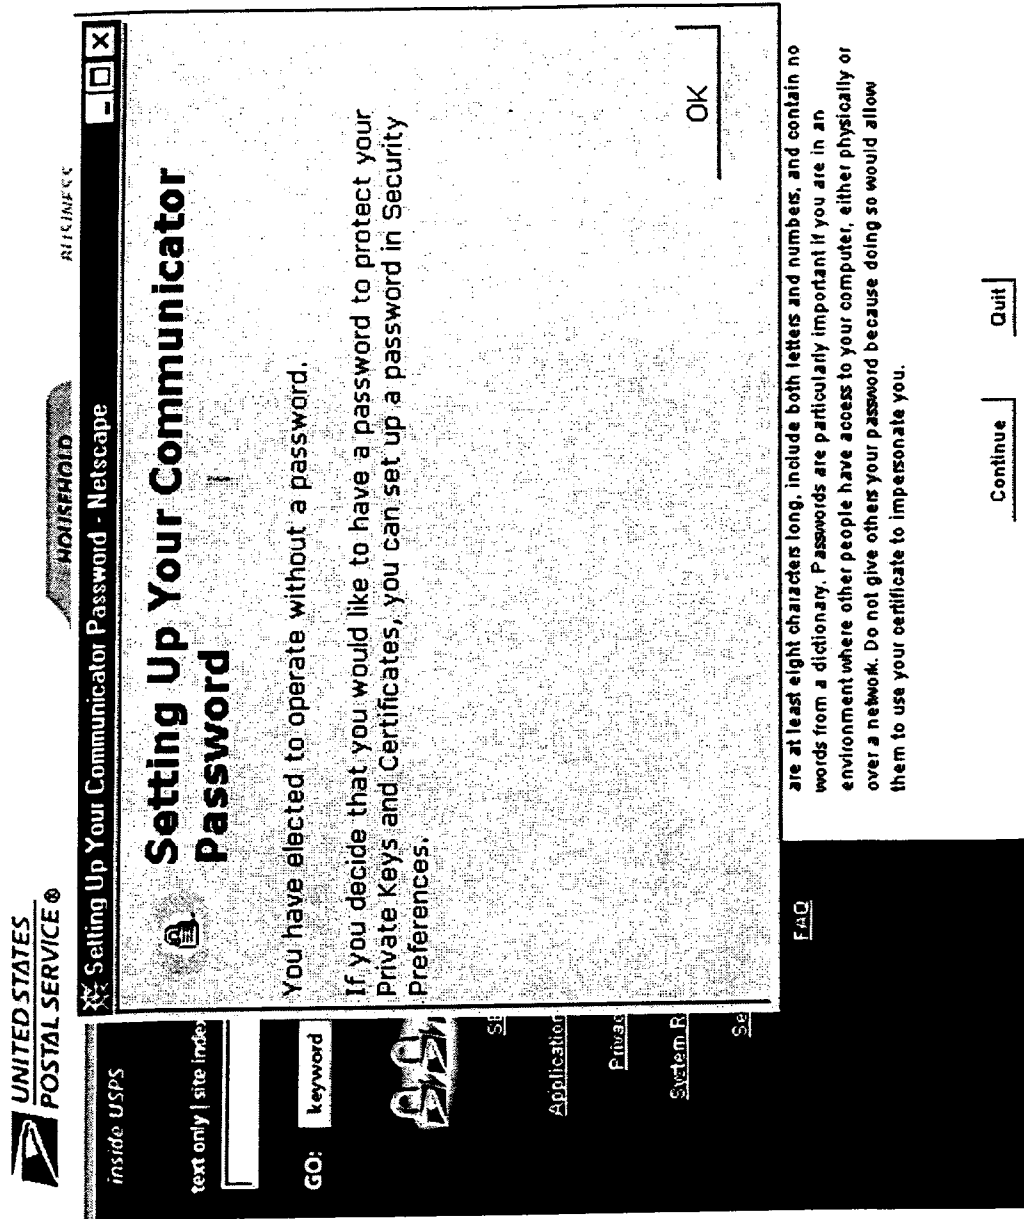 UNITED STATES
POSTAL SERVICE ®
HOUSEHOLD
BUSINESS
inside USPS
text only | site index
GO:
keyword
Application
Privac
System R
Se
FAQ
Setting Up Your Communicator Password - Netscape
Setting Up Your Communicator
Password
You have elected to operate without a password.
If you decide that you would like to have a password to protect your
Private Keys and Certificates, you can set up a password in Security
Preferences.
OK
are at least eight characters long, include both letters and numbers, and contain no
words from a dictionary. Passwords are particularly important if you are in an
environment where other people have access to your computer, either physically or
over a network. Do not give others your password because doing so would allow
them to use your certificate to impersonate you.
Continue
Quit